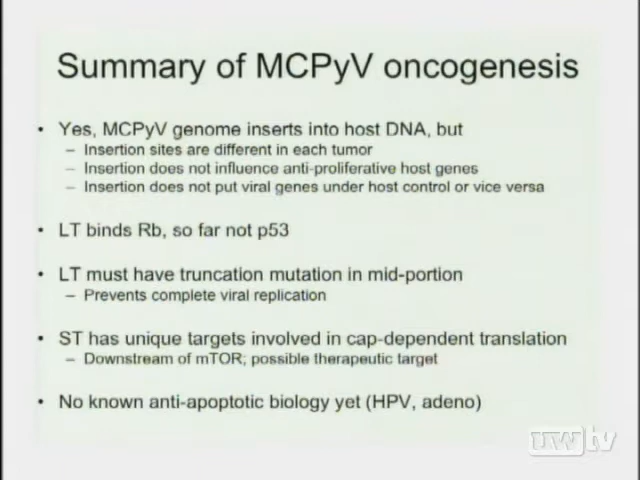 Summary of MCPyV oncogenesis
• Yes, MCPyV genome inserts into host DNA, but
– Insertion sites are different in each tumor
– Insertion does not influence anti-proliferative host genes
– Insertion does not put viral genes under host control or vice versa
• LT binds Rb, so far not p53
• LT must have truncation mutation in mid-portion
– Prevents complete viral replication
• ST has unique targets involved in cap-dependent translation
– Downstream of mTOR; possible therapeutic target
• No known anti-apoptotic biology yet (HPV, adeno)
uwtv